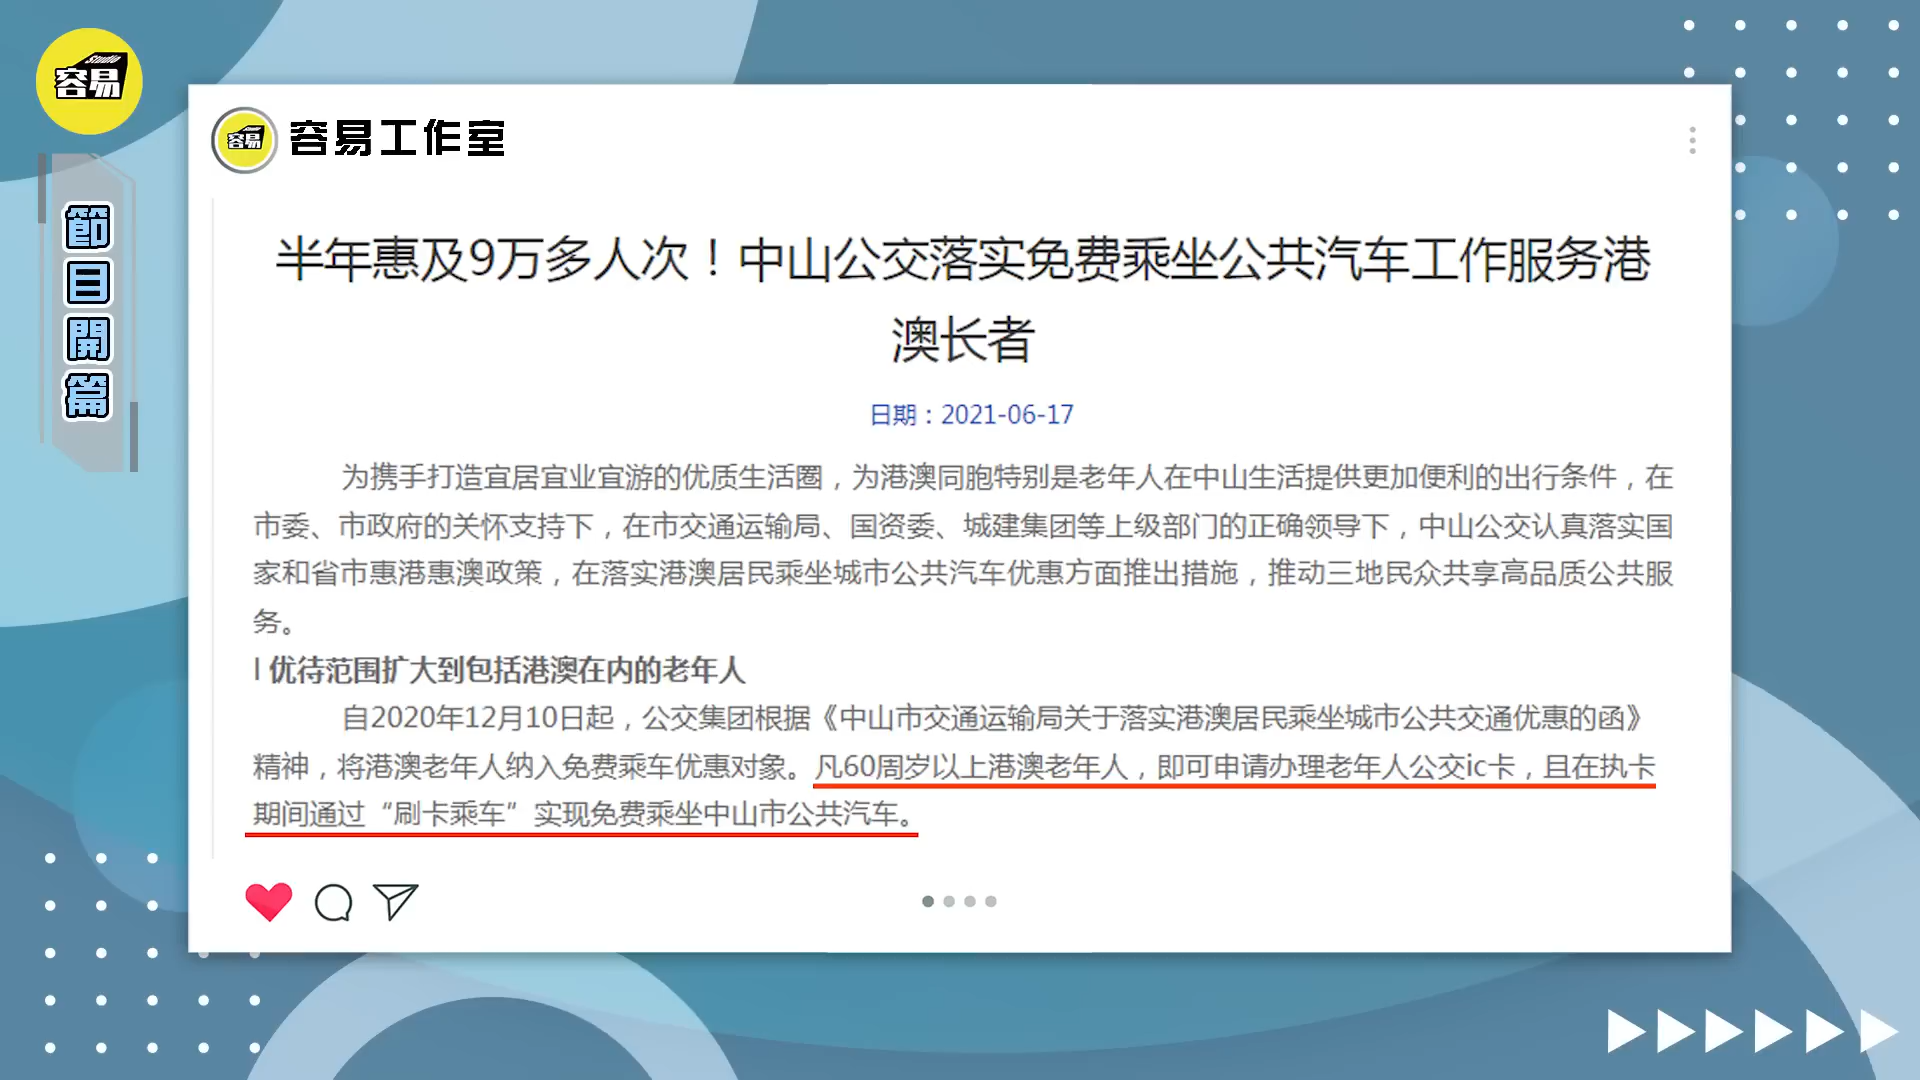 Studio
容易
節目開篇
容易
容易工作室
半年惠及9万多人次！中山公交落实免费乘坐公共汽车工作服务港
澳长者
日期：2021-06-17
为携手打造宜居宜业宜游的优质生活圈，为港澳同胞特别是老年人在中山生活提供更加便利的出行条件，在
市委、市政府的关怀支持下，在市交通运输局、国资委、城建集团等上级部门的正确领导下，中山公交认真落实国
家和省市惠港惠澳政策，在落实港澳居民乘坐城市公共汽车优惠方面推出措施，推动三地民众共享高品质公共服
务。
l 优待范围扩大到包括港澳在内的老年人
自2020年12月10日起，公交集团根据《中山市交通运输局关于落实港澳居民乘坐城市公共交通优惠的函》
精神，将港澳老年人纳入免费乘车优惠对象。凡60周岁以上港澳老年人，即可申请办理老年人公交ic卡，且在执卡
期间通过“刷卡乘车”实现免费乘坐中山市公共汽车。